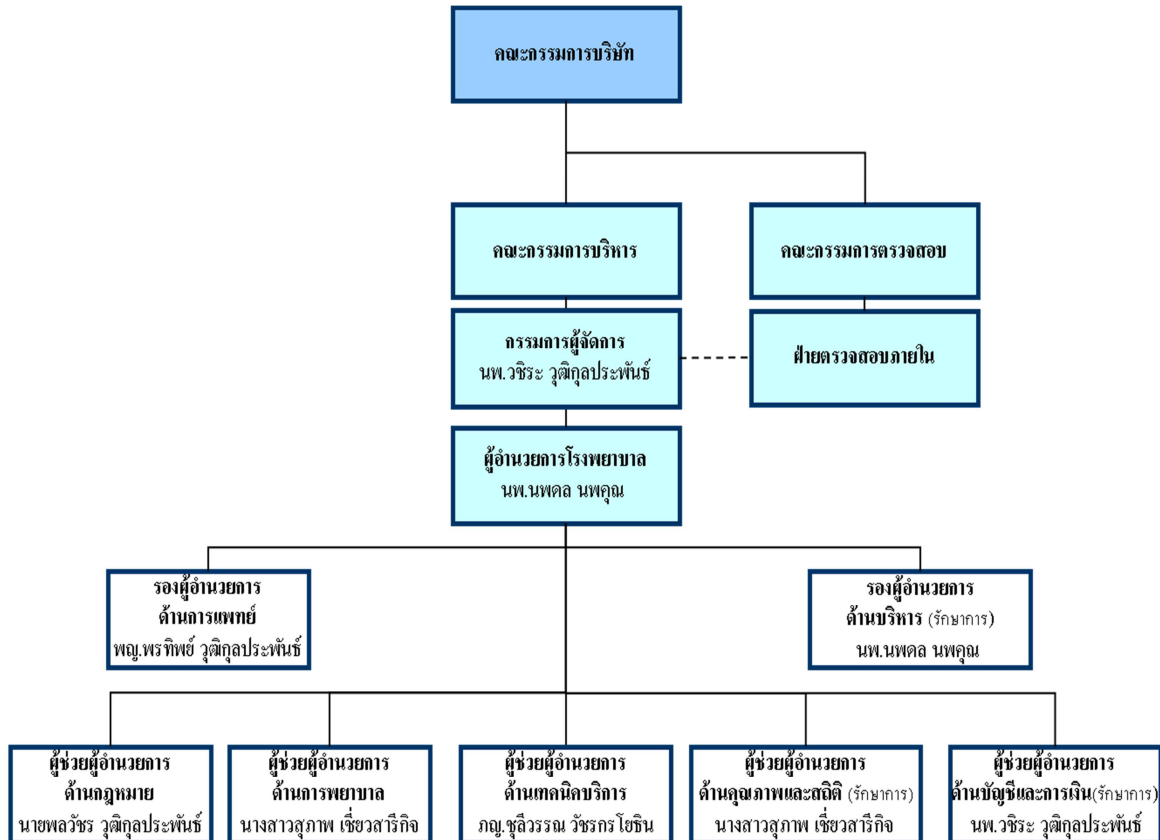 คณะกรรมการบริษัท
คณะกรรมการบริหาร
คณะกรรมการตรวจสอบ
กรรมการผู้จัดการ
นพ.วชิระ วุฒิกุลประพันธ์
ฝ่ายตรวจสอบภายใน
ผู้อำนวยการโรงพยาบาล
นพ.นพดล นพคุณ
รองผู้อำนวยการ
ด้านการแพทย์
พญ.พรทิพย์ วุฒิกุลประพันธ์
รองผู้อำนวยการ
ด้านบริหาร (รักษาการ)
นพ.นพดล นพคุณ
ผู้ช่วยผู้อำนวยการ
ด้านกฎหมาย
นายพลวัชร วุฒิกุลประพันธ์
ผู้ช่วยผู้อำนวยการ
ด้านการพยาบาล
นางสาวสุภาพ เชี่ยวสารีกิจ
ผู้ช่วยผู้อำนวยการ
ด้านเทคนิคบริการ
ภญ.ชุลีวรรณ วัชรกรโยธิน
ผู้ช่วยผู้อำนวยการ
ด้านคุณภาพและสถิติ (รักษาการ)
นางสาวสุภาพ เชี่ยวสารีกิจ
ผู้ช่วยผู้อำนวยการ
ด้านบัญชีและการเงิน(รักษาการ)
นพ.วชิระ วุฒิกุลประพันธ์